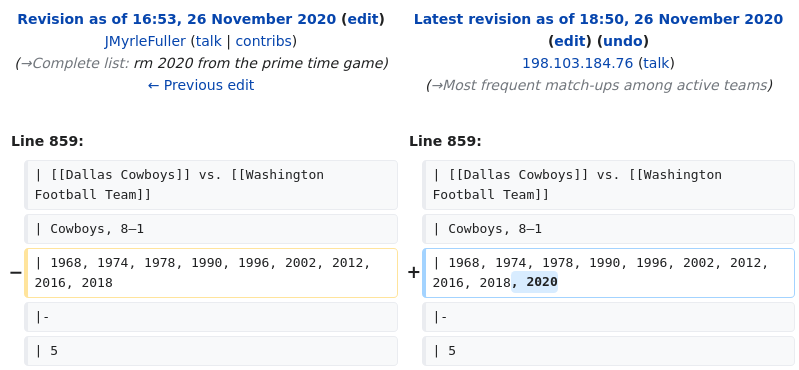 Revision as of 16:53, 26 November 2020 (edit)
JMyrleFuller (talk | contribs)
(→Complete list: rm 2020 from the prime time game)
← Previous edit
Latest revision as of 18:50, 26 November 2020
(edit) (undo)
198.103.184.76 (talk)
(→Most frequent match-ups among active teams)
Line 859:
Line 859:
| [[Dallas Cowboys]] vs. [[Washington
Football Team]]
| [[Dallas Cowboys]] vs. [[Washington
Football Team]]
| Cowboys, 8–1
| Cowboys, 8–1
− | 1968, 1974, 1978, 1990, 1996, 2002, 2012,
2016, 2018
+ | 1968, 1974, 1978, 1990, 1996, 2002, 2012,
2016, 2018, 2020
|-
|-
| 5
| 5